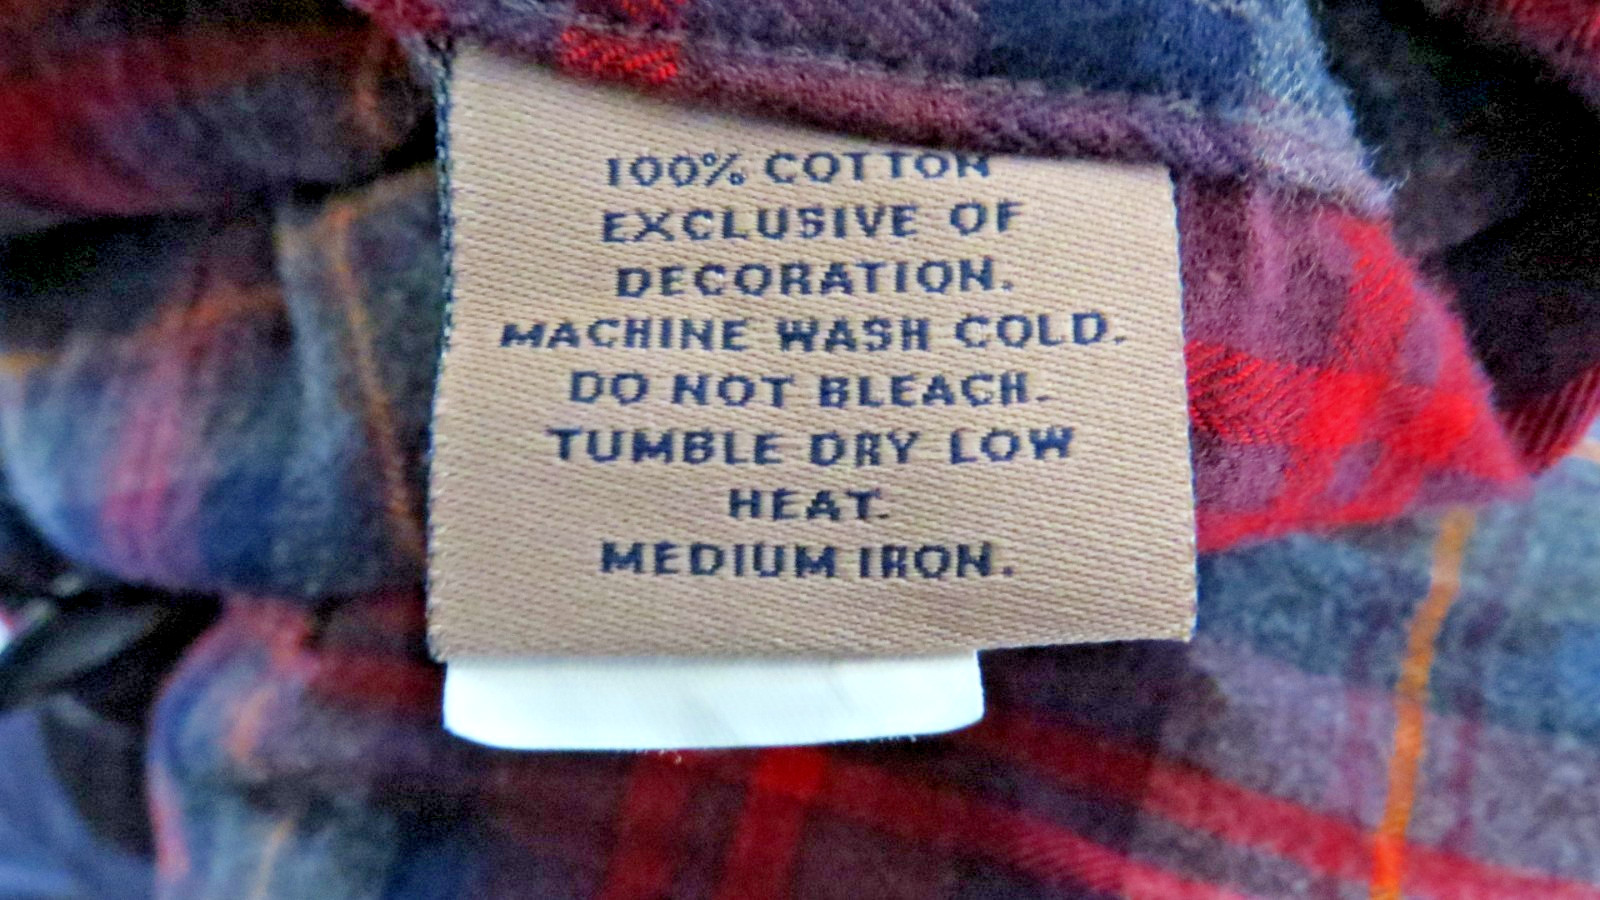 100% COTTON
EXCLUSIVE OF
DECORATION.
MACHINE WASH COLD.
DO NOT BLEACH.
TUMBLE DRY LOW
HEAT.
MEDIUM IRON.